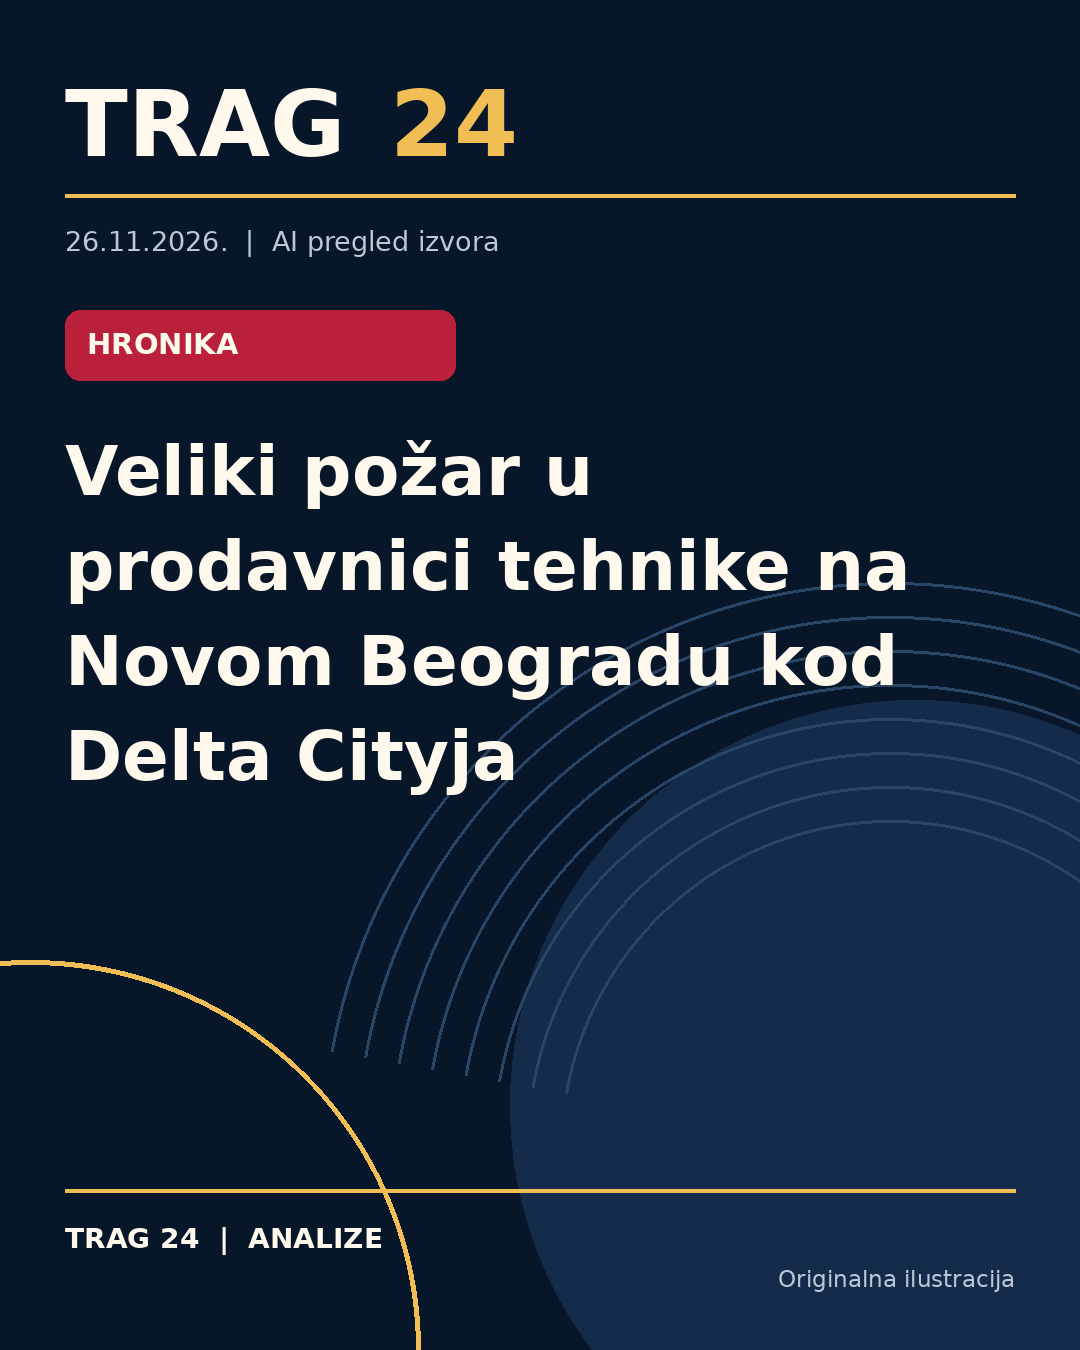 TRAG 24
26.11.2026. | AI pregled izvora
HRONIKA
Veliki požar u
prodavnici tehnike na
Novom Beogradu kod
Delta Cityja
TRAG 24 | ANALIZE
Originalna ilustracija